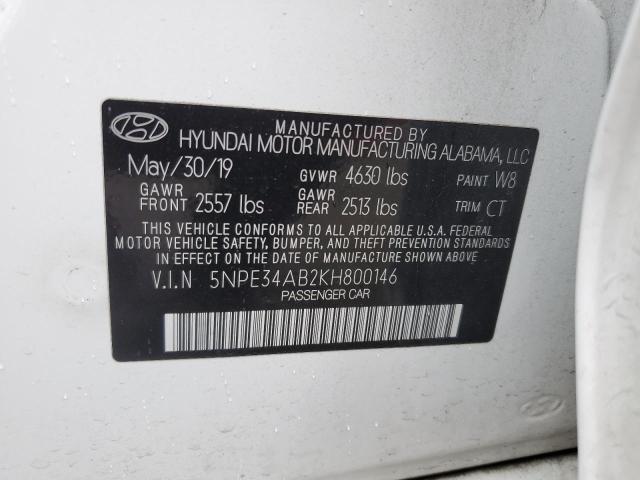 MANUFACTURED BY
HYUNDAI MOTOR MANUFACTURING ALABAMA, LLC
May/30/19 GVWR 4630 lbs PAINT W8
GAWR FRONT 2557 lbs GAWR REAR 2513 lbs TRIM CT
THIS VEHICLE CONFORMS TO ALL APPLICABLE U.S.A. FEDERAL
MOTOR VEHICLE SAFETY, BUMPER, AND THEFT PREVENTION STANDARDS
IN EFFECT ON THE DATE OF MANUFACTURE SHOWN ABOVE.
V.I.N 5NPE34AB2KH800146
PASSENGER CAR